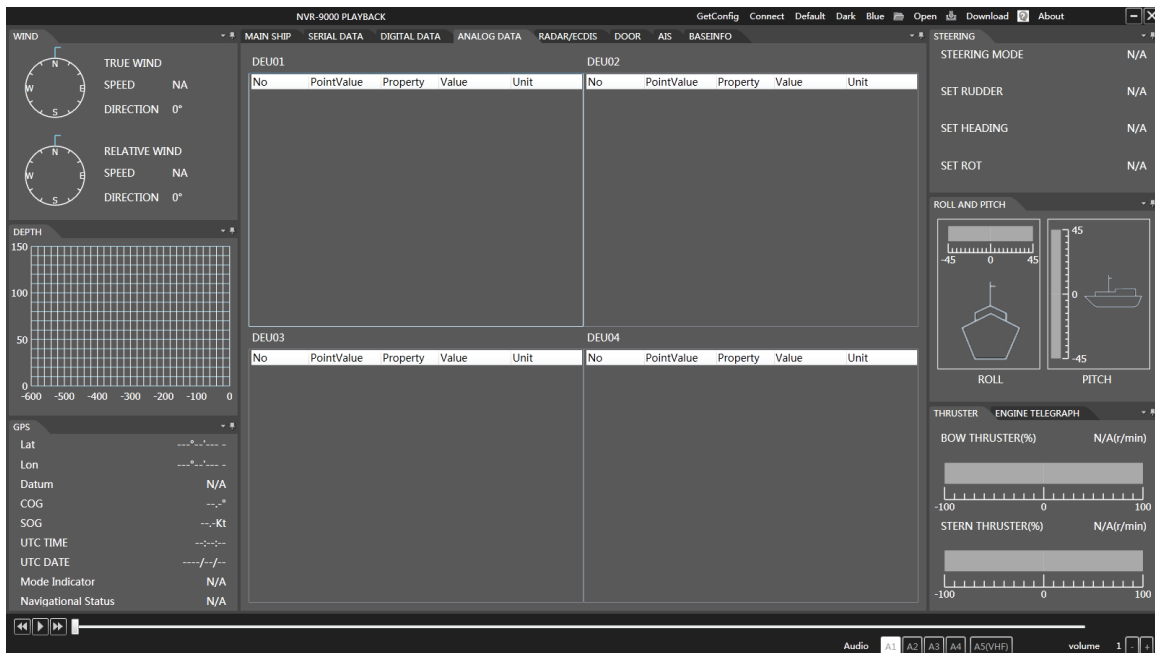 NVR-9000 PLAYBACK GetConfig Connect Default Dark Blue Open Download About
WIND
N
W E
S
TRUE WIND
SPEED NA
DIRECTION 0°
N
W E
S
RELATIVE WIND
SPEED NA
DIRECTION 0°
DEPTH
150
100
50
0
-600 -500 -400 -300 -200 -100 0
GPS
Lat ---°--'--- -
Lon ---°--'--- -
Datum N/A
COG --.-°
SOG --.-Kt
UTC TIME --:--:--
UTC DATE ----/--/--
Mode Indicator N/A
Navigational Status N/A
MAIN SHIP SERIAL DATA DIGITAL DATA ANALOG DATA RADAR/ECDIS DOOR AIS BASEINFO
DEU01
No PointValue Property Value Unit
DEU02
No PointValue Property Value Unit
DEU03
No PointValue Property Value Unit
DEU04
No PointValue Property Value Unit
STEERING
STEERING MODE N/A
SET RUDDER N/A
SET HEADING N/A
SET ROT N/A
ROLL AND PITCH
-45 0 45
ROLL
45
0
-45
PITCH
THRUSTER ENGINE TELEGRAPH
BOW THRUSTER(%) N/A(r/min)
-100 0 100
STERN THRUSTER(%) N/A(r/min)
-100 0 100
Audio A1 A2 A3 A4 A5(VHF) volume 1 - +